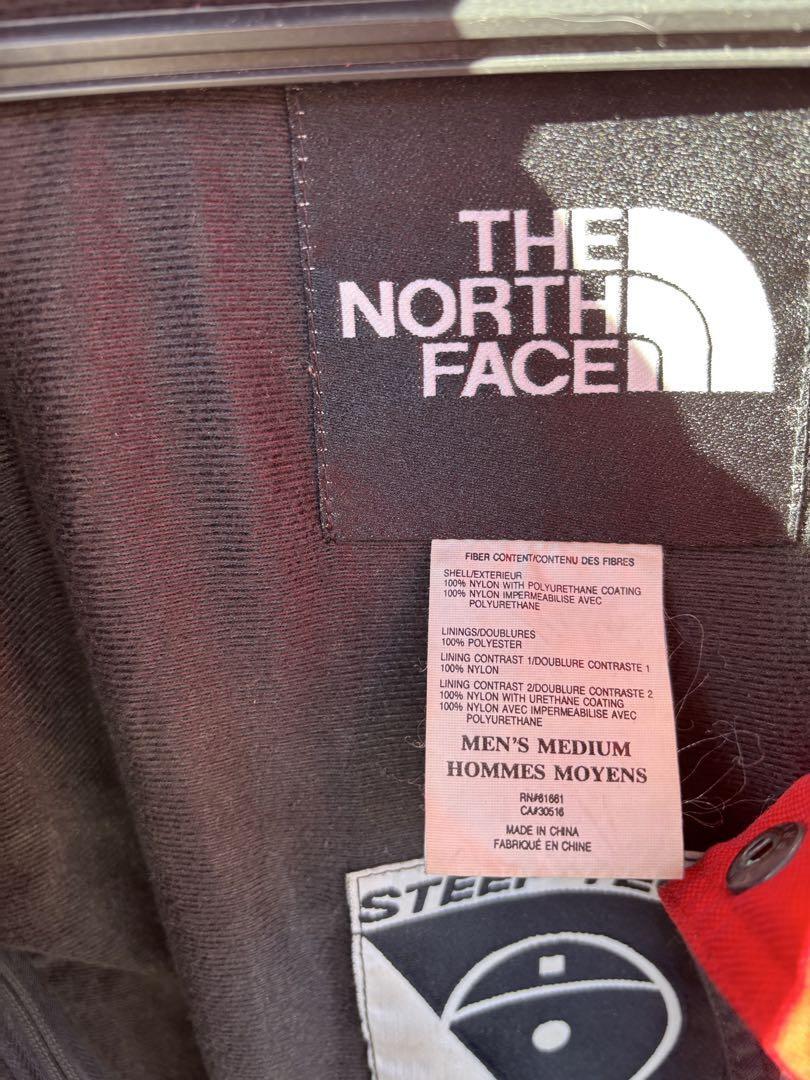 THE
NORTH
FACE
FIBER CONTENT/CONTENU DES FIBRES
SHELL/EXTERIEUR
100% NYLON WITH POLYURETHANE COATING
100% NYLON IMPERMEABILISE AVEC
POLYURETHANE
LININGS/DOUBLURES
100% POLYESTER
LINING CONTRAST 1/DOUBLURE CONTRASTE 1
100% NYLON
LINING CONTRAST 2/DOUBLURE CONTRASTE 2
100% NYLON WITH URETHANE COATING
100% NYLON AVEC IMPERMEABILISE AVEC
POLYURETHANE
MEN'S MEDIUM
HOMMES MOYENS
RN#61661
CA#30516
MADE IN CHINA
FABRIQUÉ EN CHINE
STEEP